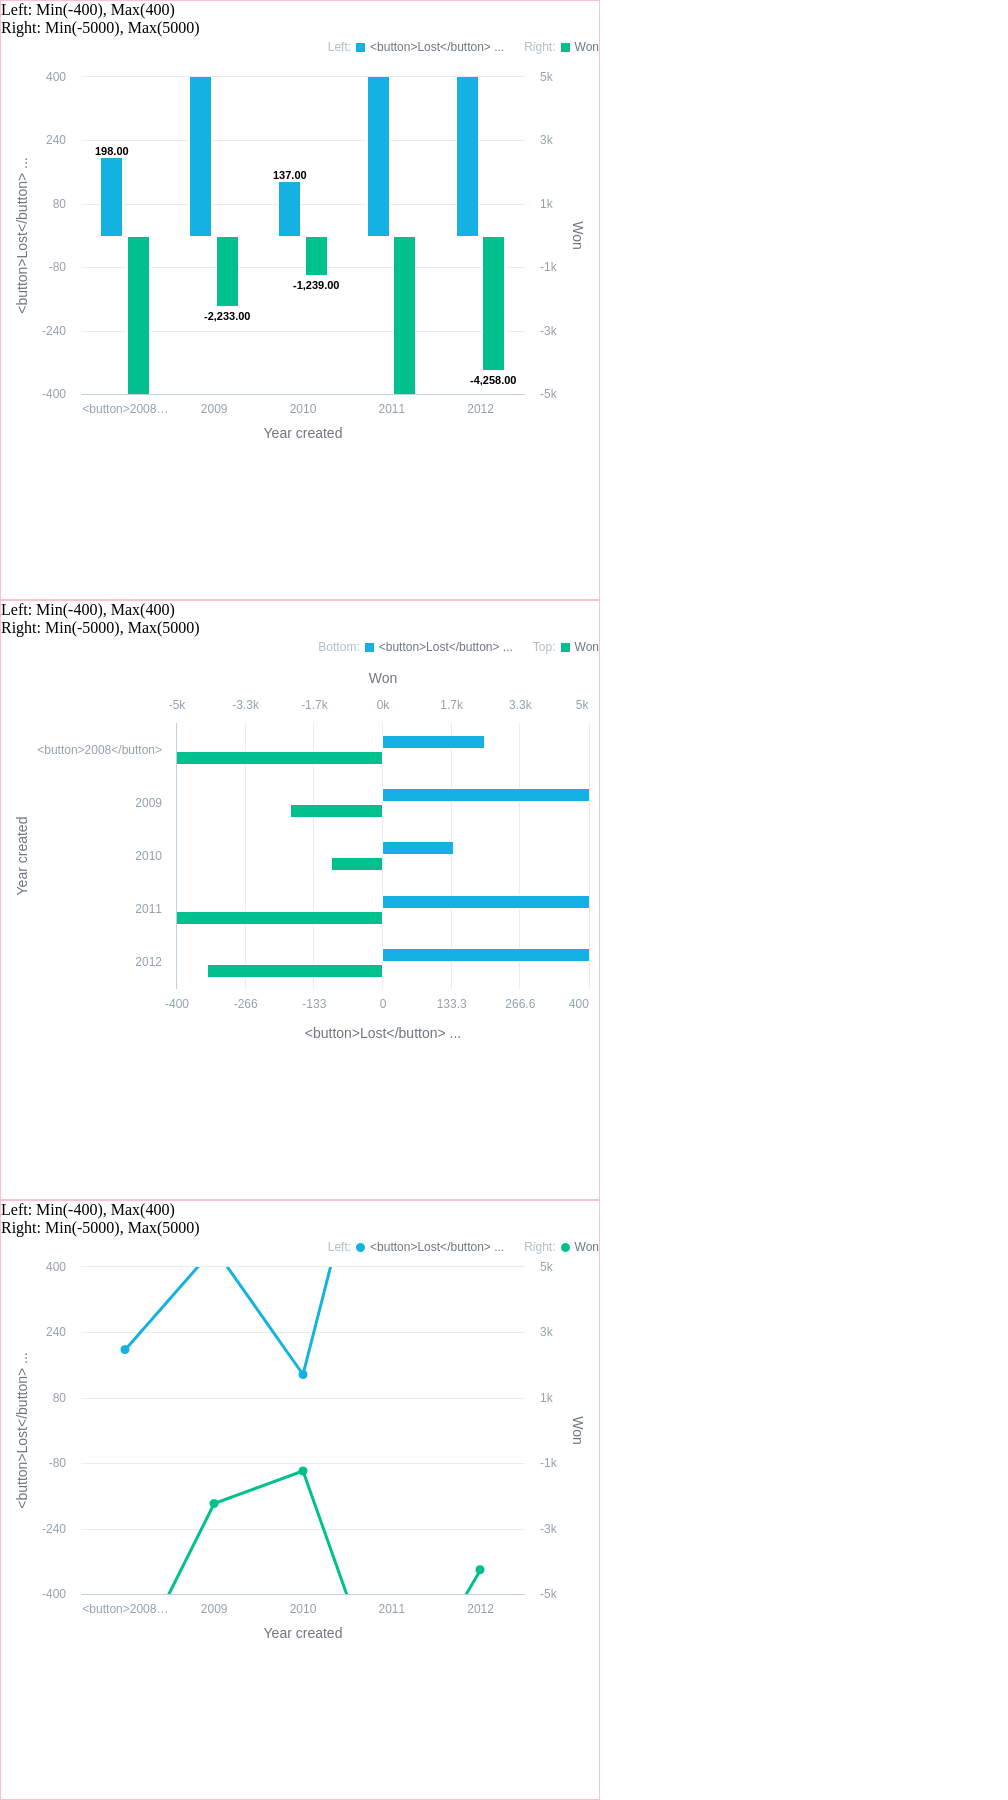 Left: Min(-400), Max(400)
Right: Min(-5000), Max(5000)
Left: <button>Lost</button> ... Right: Won
400 5k
240 3k
198.00
137.00
80 1k
<button>Lost</button> ...
Won
-80 -1k
-1,239.00
-2,233.00
-240 -3k
-4,258.00
-400 -5k
<button>2008… 2009 2010 2011 2012
Year created
Left: Min(-400), Max(400)
Right: Min(-5000), Max(5000)
Bottom: <button>Lost</button> ... Top: Won
Won
-5k -3.3k -1.7k 0k 1.7k 3.3k 5k
<button>2008</button>
2009
Year created
2010
2011
2012
-400 -266 -133 0 133.3 266.6 400
<button>Lost</button> ...
Left: Min(-400), Max(400)
Right: Min(-5000), Max(5000)
Left: <button>Lost</button> ... Right: Won
400 5k
240 3k
80 1k
<button>Lost</button> ...
Won
-80 -1k
-240 -3k
-400 -5k
<button>2008… 2009 2010 2011 2012
Year created